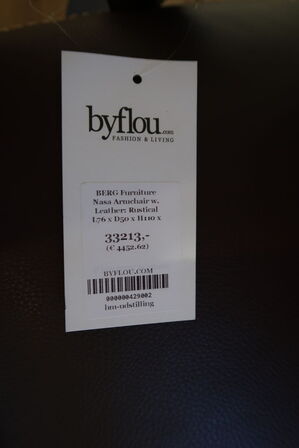 byflou.com
FASHION & LIVING
BERG Furniture
Nasa Armchair w.
Leather: Rustical
L76 x D50 x H110 x
33213,-
(€ 4452.62)
BYFLOU.COM
000000429002
bm-udstilling